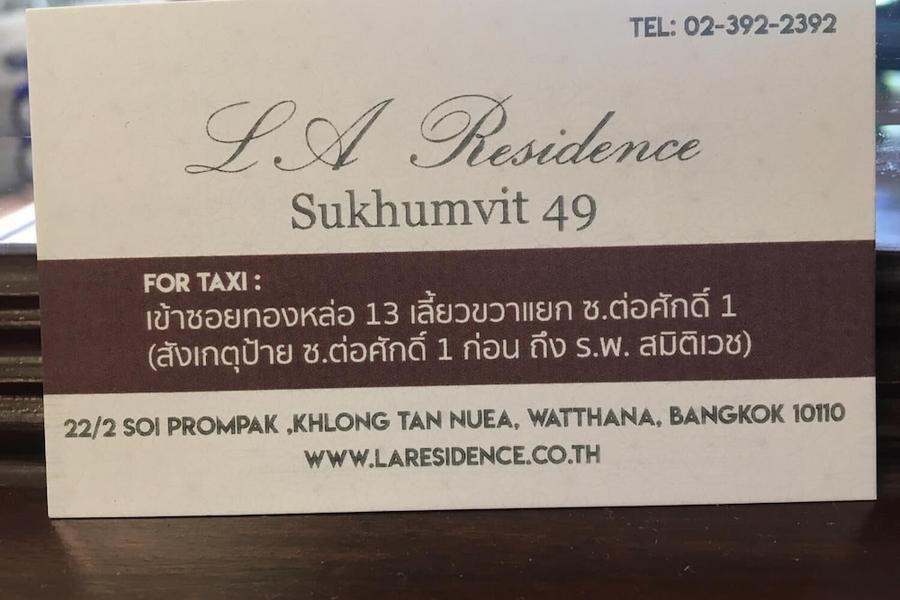 TEL: 02-392-2392
LA Residence
Sukhumvit 49
FOR TAXI :
เข้าซอยทองหล่อ 13 เลี้ยวขวาแยก ซ.ต่อศักดิ์ 1
(สังเกตุป้าย ซ.ต่อศักดิ์ 1 ก่อน ถึง ร.พ. สมิติเวช)
22/2 SOI PROMPAK ,KHLONG TAN NUEA, WATTHANA, BANGKOK 10110
WWW.LARESIDENCE.CO.TH